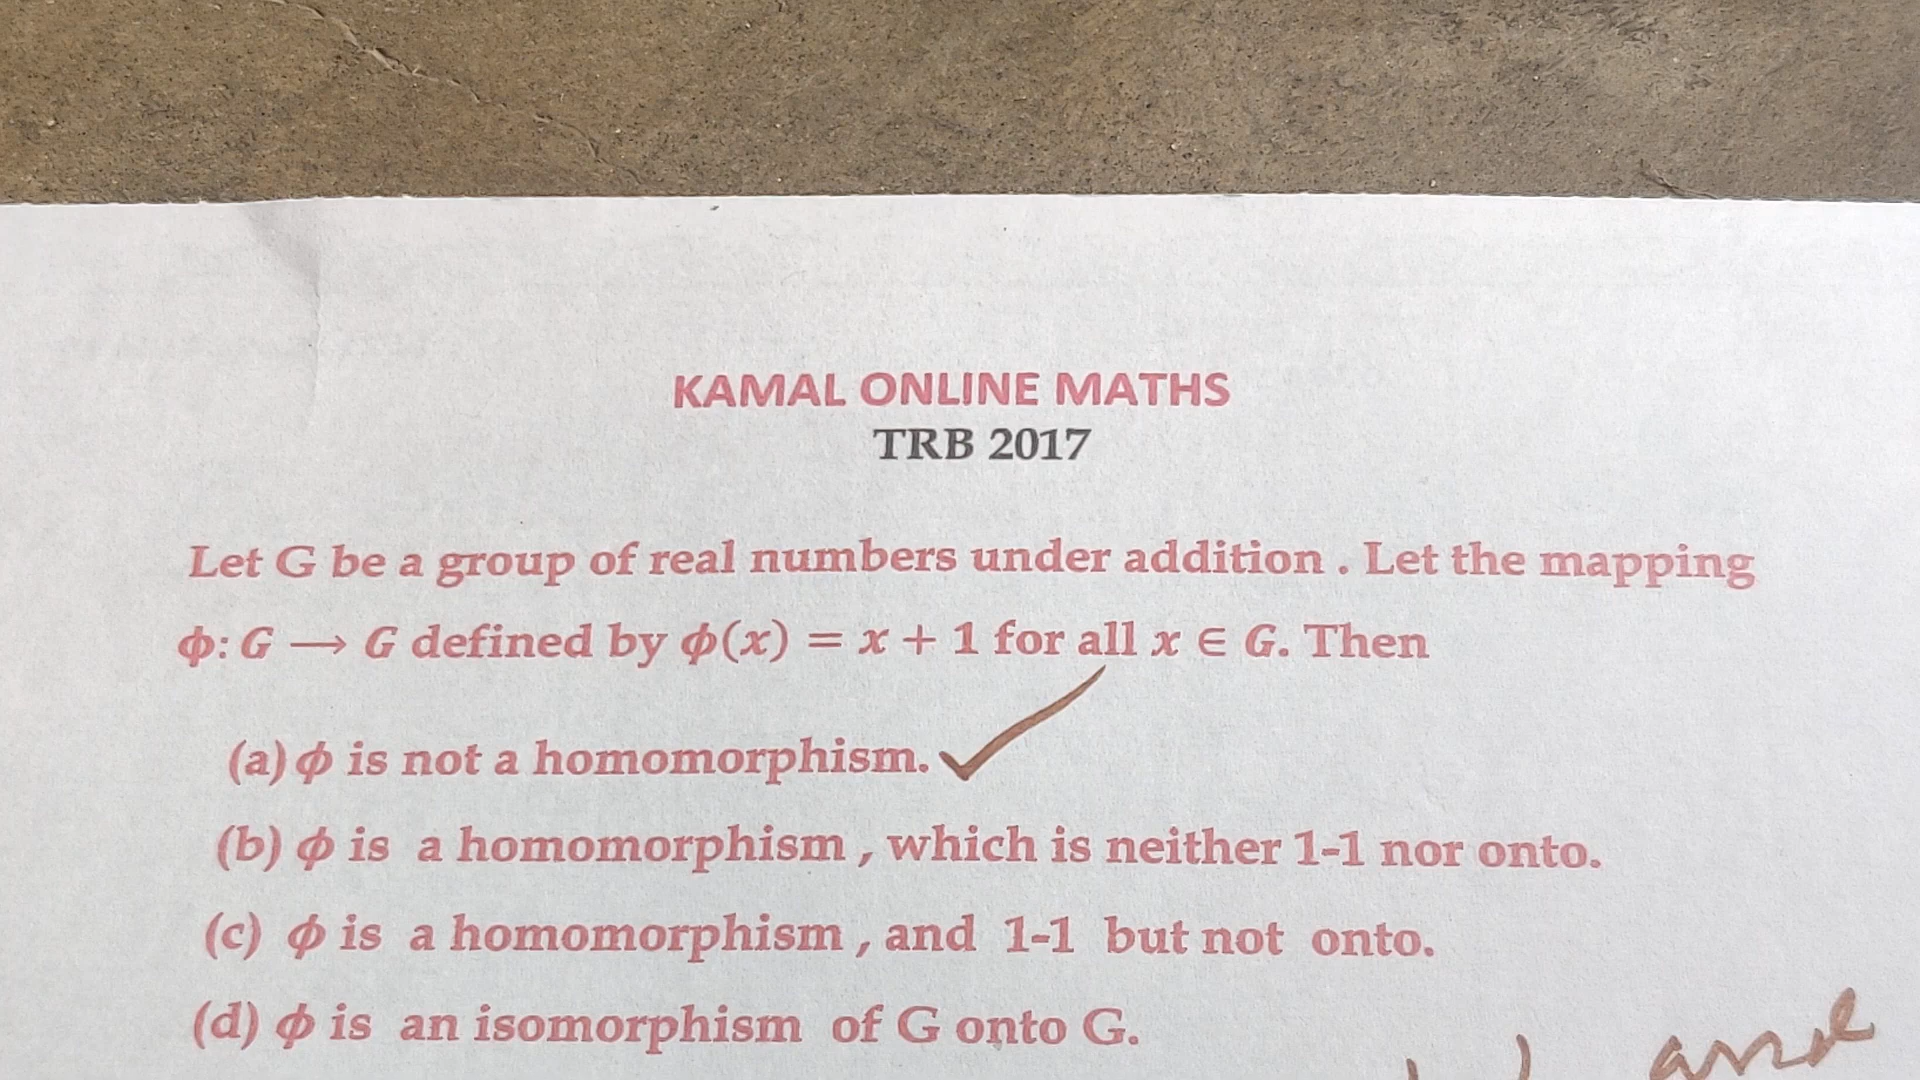 KAMAL ONLINE MATHS
TRB 2017
Let G be a group of real numbers under addition . Let the mapping
ϕ: G → G defined by ϕ(x) = x + 1 for all x ∈ G. Then
(a) ϕ is not a homomorphism.
(b) ϕ is a homomorphism , which is neither 1-1 nor onto.
(c) ϕ is a homomorphism , and 1-1 but not onto.
(d) ϕ is an isomorphism of G onto G.
and